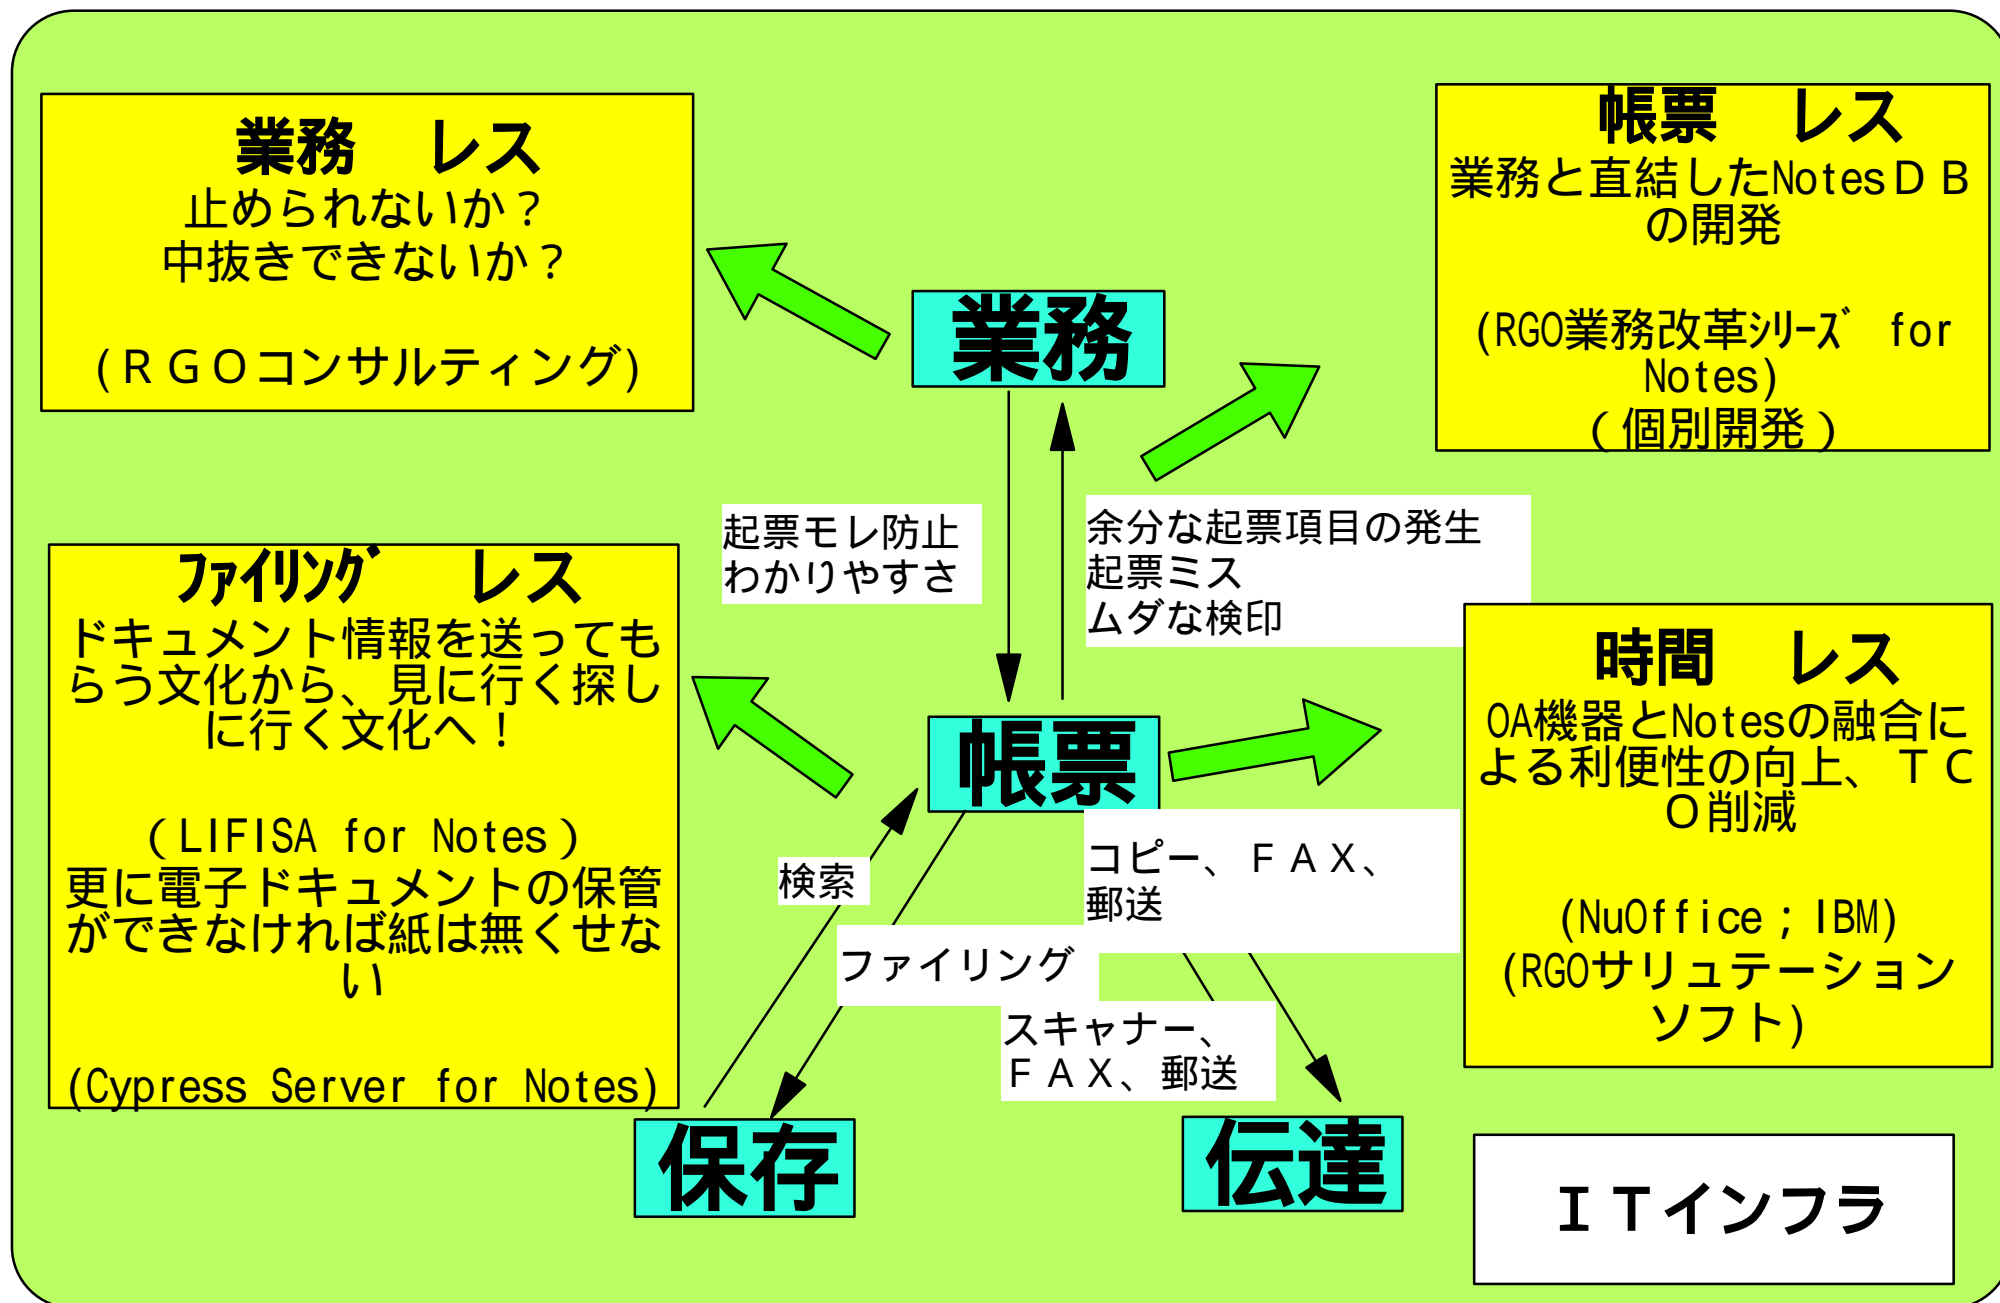 業務　レス
止められないか？
中抜きできないか？
(ＲＧＯコンサルティング)
帳票　レス
業務と直結したNotesＤＢ
の開発
(RGO業務改革ｼﾘｰｽﾞ for
Notes)
（個別開発）
業務
起票モレ防止
わかりやすさ
余分な起票項目の発生
起票ミス
ムダな検印
ﾌｧｲﾘﾝｸﾞ　レス
ドキュメント情報を送っても
らう文化から、見に行く探し
に行く文化へ！
（LIFISA for Notes）
更に電子ドキュメントの保管
ができなければ紙は無くせな
い
(Cypress Server for Notes)
時間　レス
OA機器とNotesの融合に
よる利便性の向上、ＴＣ
Ｏ削減
(NuOffice；IBM)
(RGOサリュテーション
ソフト)
帳票
検索
コピー、ＦＡＸ、
郵送
ファイリング
スキャナー、
ＦＡＸ、郵送
保存
伝達
ＩＴインフラ